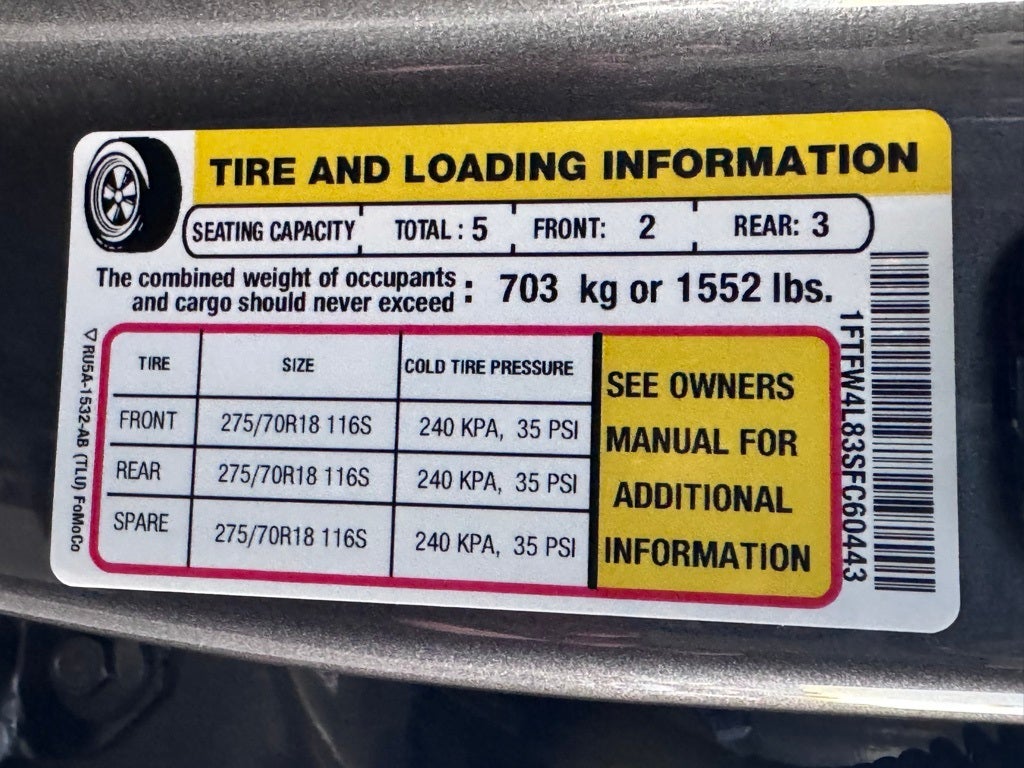 TIRE AND LOADING INFORMATION
SEATING CAPACITY TOTAL : 5 FRONT: 2 REAR: 3
The combined weight of occupants
and cargo should never exceed : 703 kg or 1552 lbs.
TIRE SIZE COLD TIRE PRESSURE
FRONT 275/70R18 116S 240 KPA, 35 PSI
REAR 275/70R18 116S 240 KPA, 35 PSI
SPARE 275/70R18 116S 240 KPA, 35 PSI
SEE OWNERS
MANUAL FOR
ADDITIONAL
INFORMATION
RU5A-1532-AB (TLU) FoMoCo
1FTFW4L83SFC60443